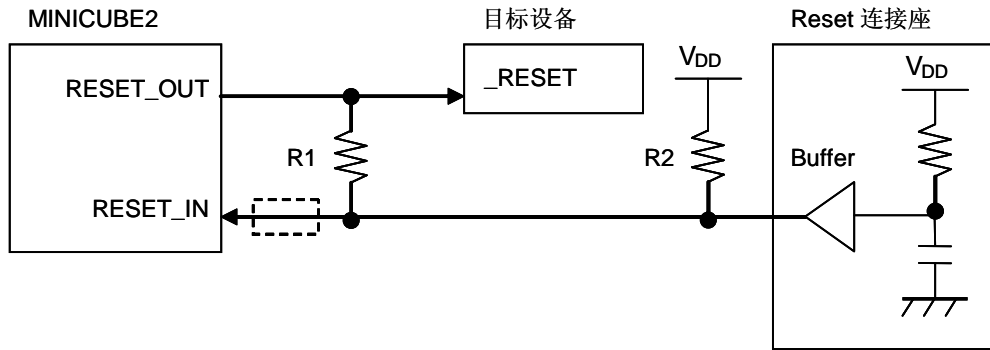 MINICUBE2
目标设备
Reset 连接座
RESET_OUT
_RESET
VDD
VDD
R1
R2
Buffer
RESET_IN